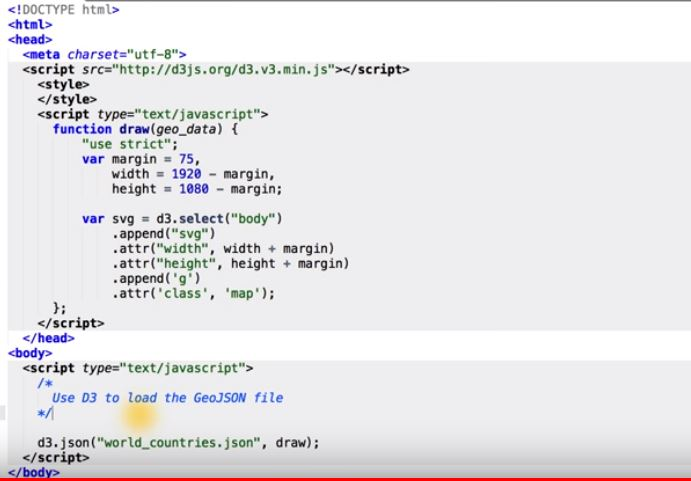 <!DOCTYPE html>
<html>
<head>
<meta charset="utf-8">
<script src="http://d3js.org/d3.v3.min.js"></script>
<style>
</style>
<script type="text/javascript">
function draw(geo_data) {
"use strict";
var margin = 75,
width = 1920 - margin,
height = 1080 - margin;
var svg = d3.select("body")
.append("svg")
.attr("width", width + margin)
.attr("height", height + margin)
.append('g')
.attr('class', 'map');
};
</script>
</head>
<body>
<script type="text/javascript">
/*
Use D3 to load the GeoJSON file
*/
d3.json("world_countries.json", draw);
</script>
</body>